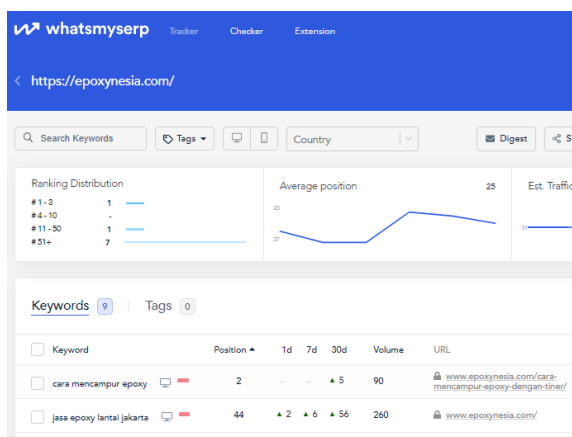 whatsmyserp Tracker Checker Extension
https://epoxynesia.com/
Search Keywords Tags Country Digest
Ranking Distribution Average position 25 Est. Traffic
#1 - 3 1
#4 - 10 -
#11 - 50 1
#51+ 7
23
27
21
Keywords 9 Tags 0
Keyword Position 1d 7d 30d Volume URL
cara mencampur epoxy 2 - - ▲ 5 90 www.epoxynesia.com/cara-
mencampur-epoxy-dengan-tiner/
jasa epoxy lantai jakarta 44 ▲ 2 ▲ 6 ▲ 56 260 www.epoxynesia.com/